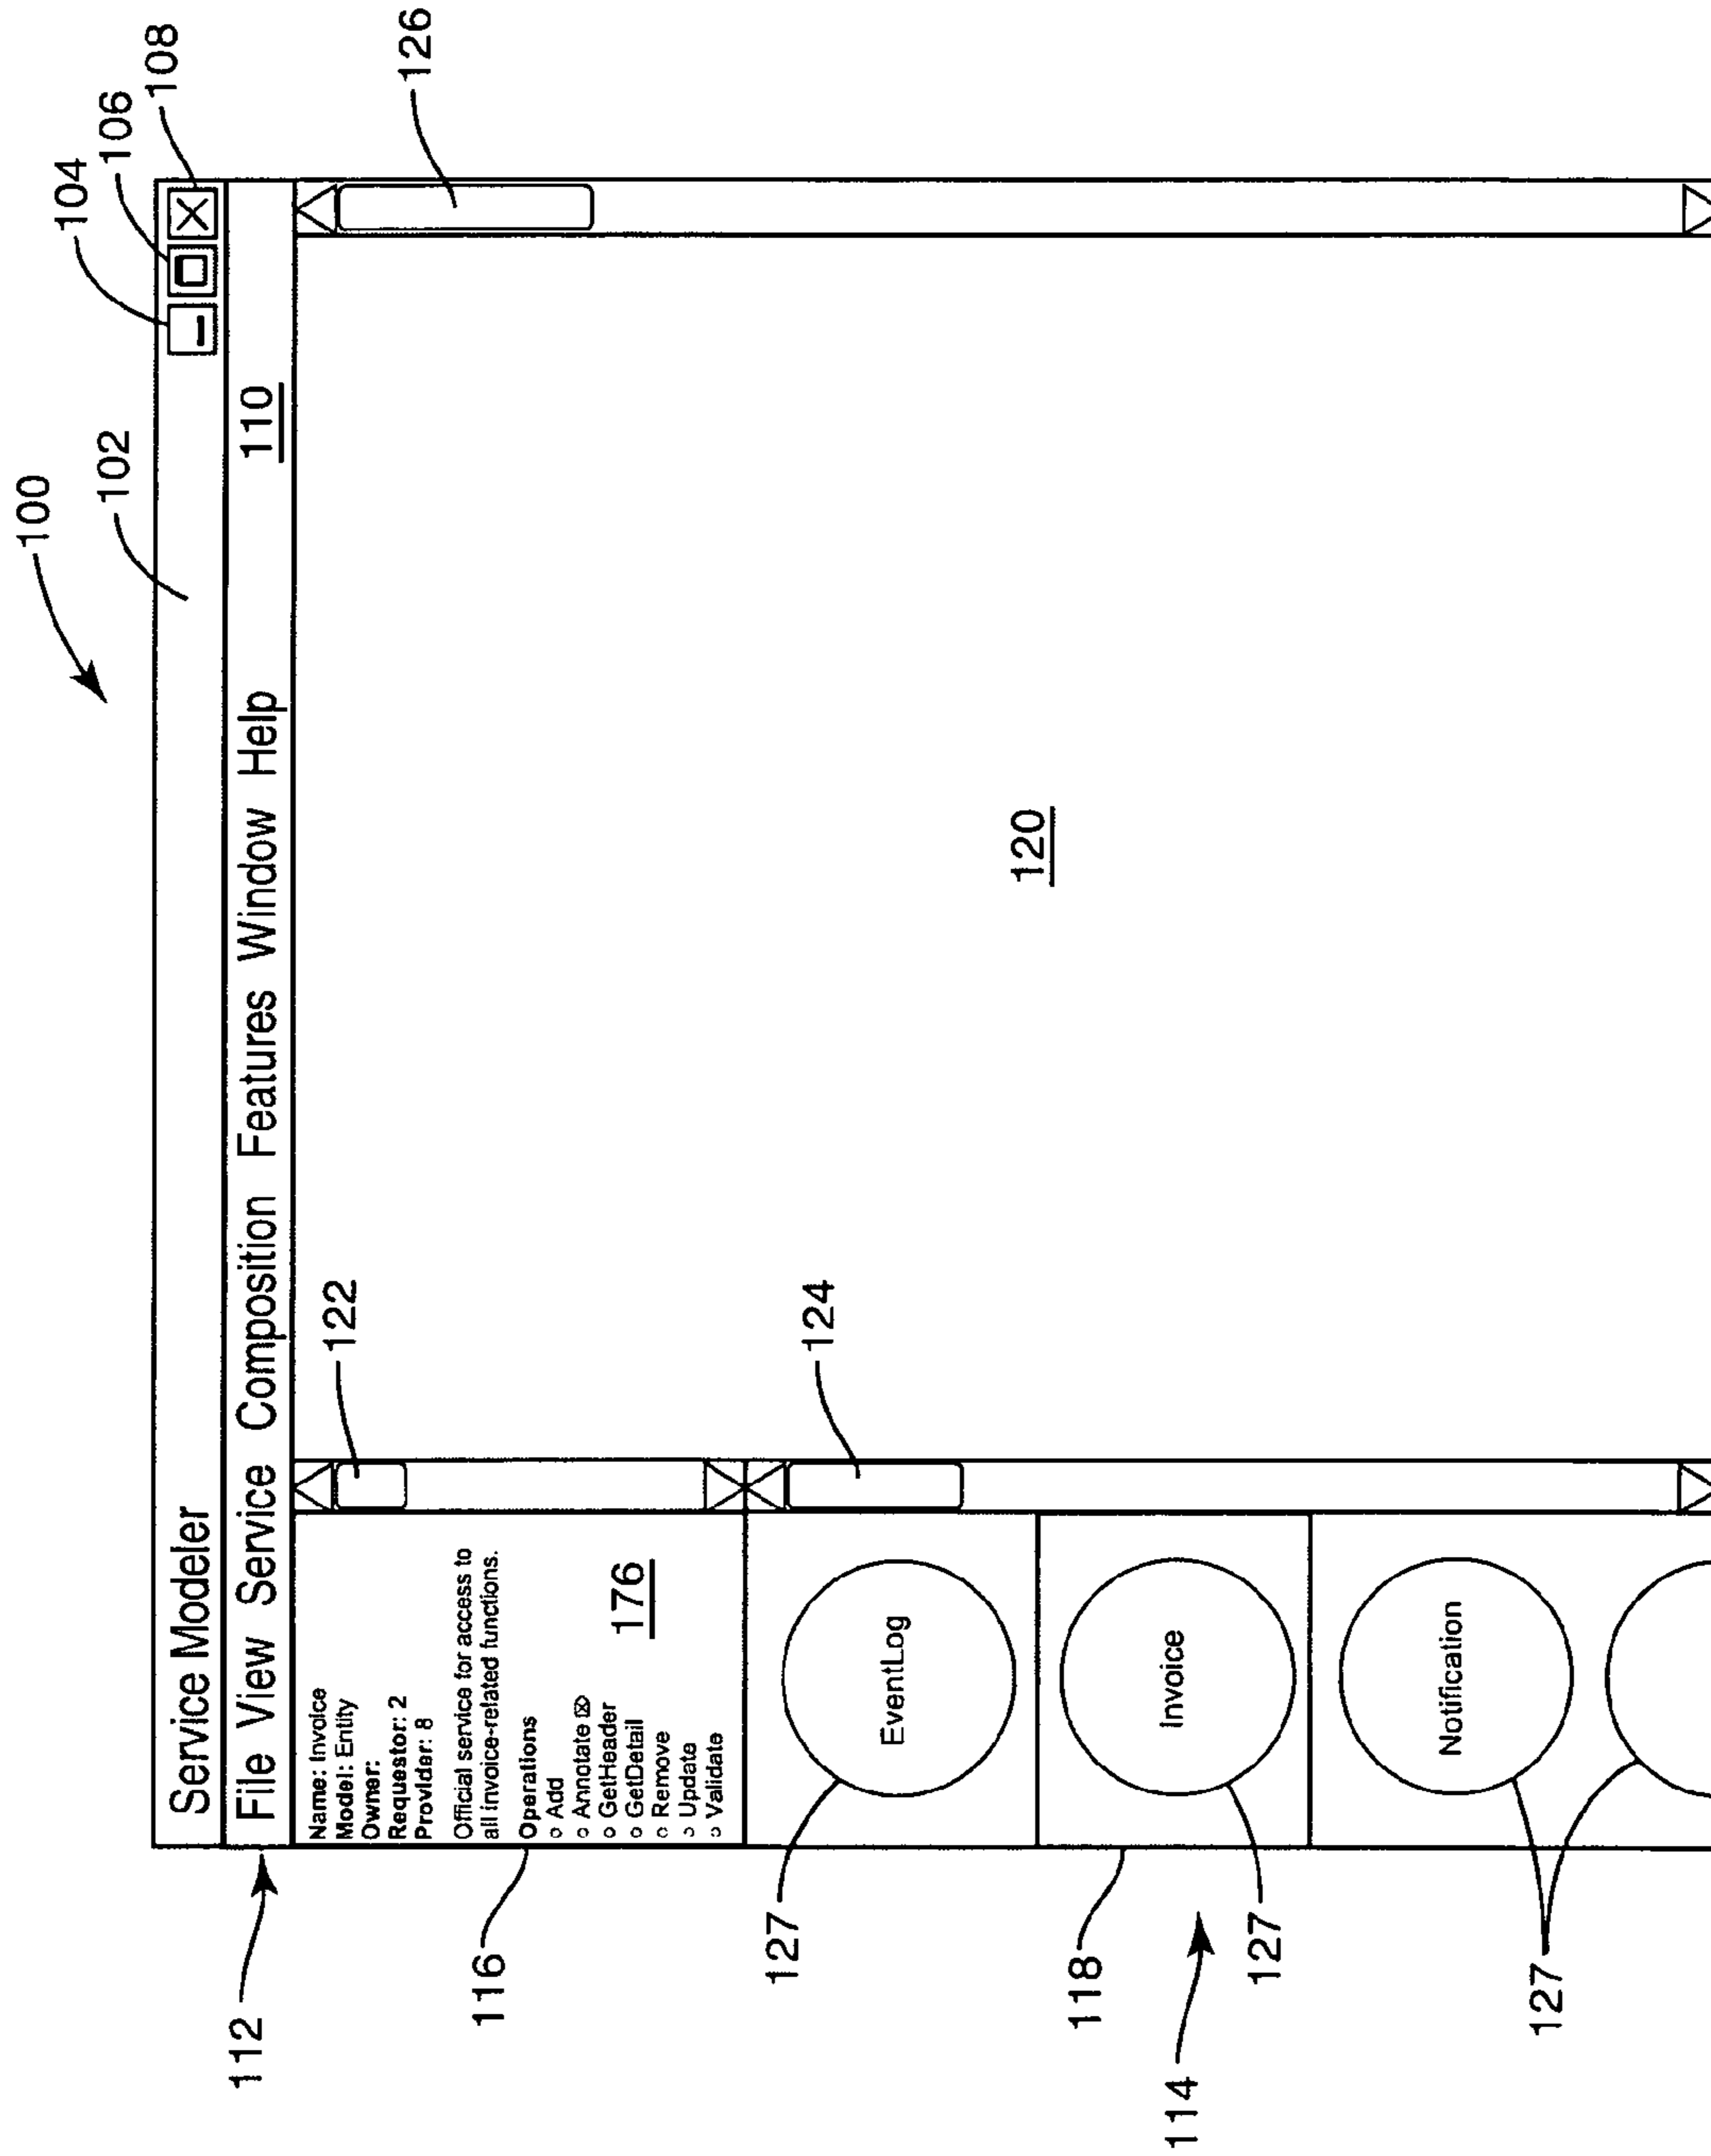 100
102
104
106
108
Service Modeler
112
File View Service Composition Features Window Help
110
Name: Invoice
Model: Entity
Owner:
Requestor: 2
Provider: 8
Official service for access to
all invoice-related functions.
Operations
o Add
o Annotate ☒
o GetHeader
o GetDetail
o Remove
o Update
o Validate
176
116
122
126
127
EventLog
124
120
118
Invoice
127
114
Notification
127